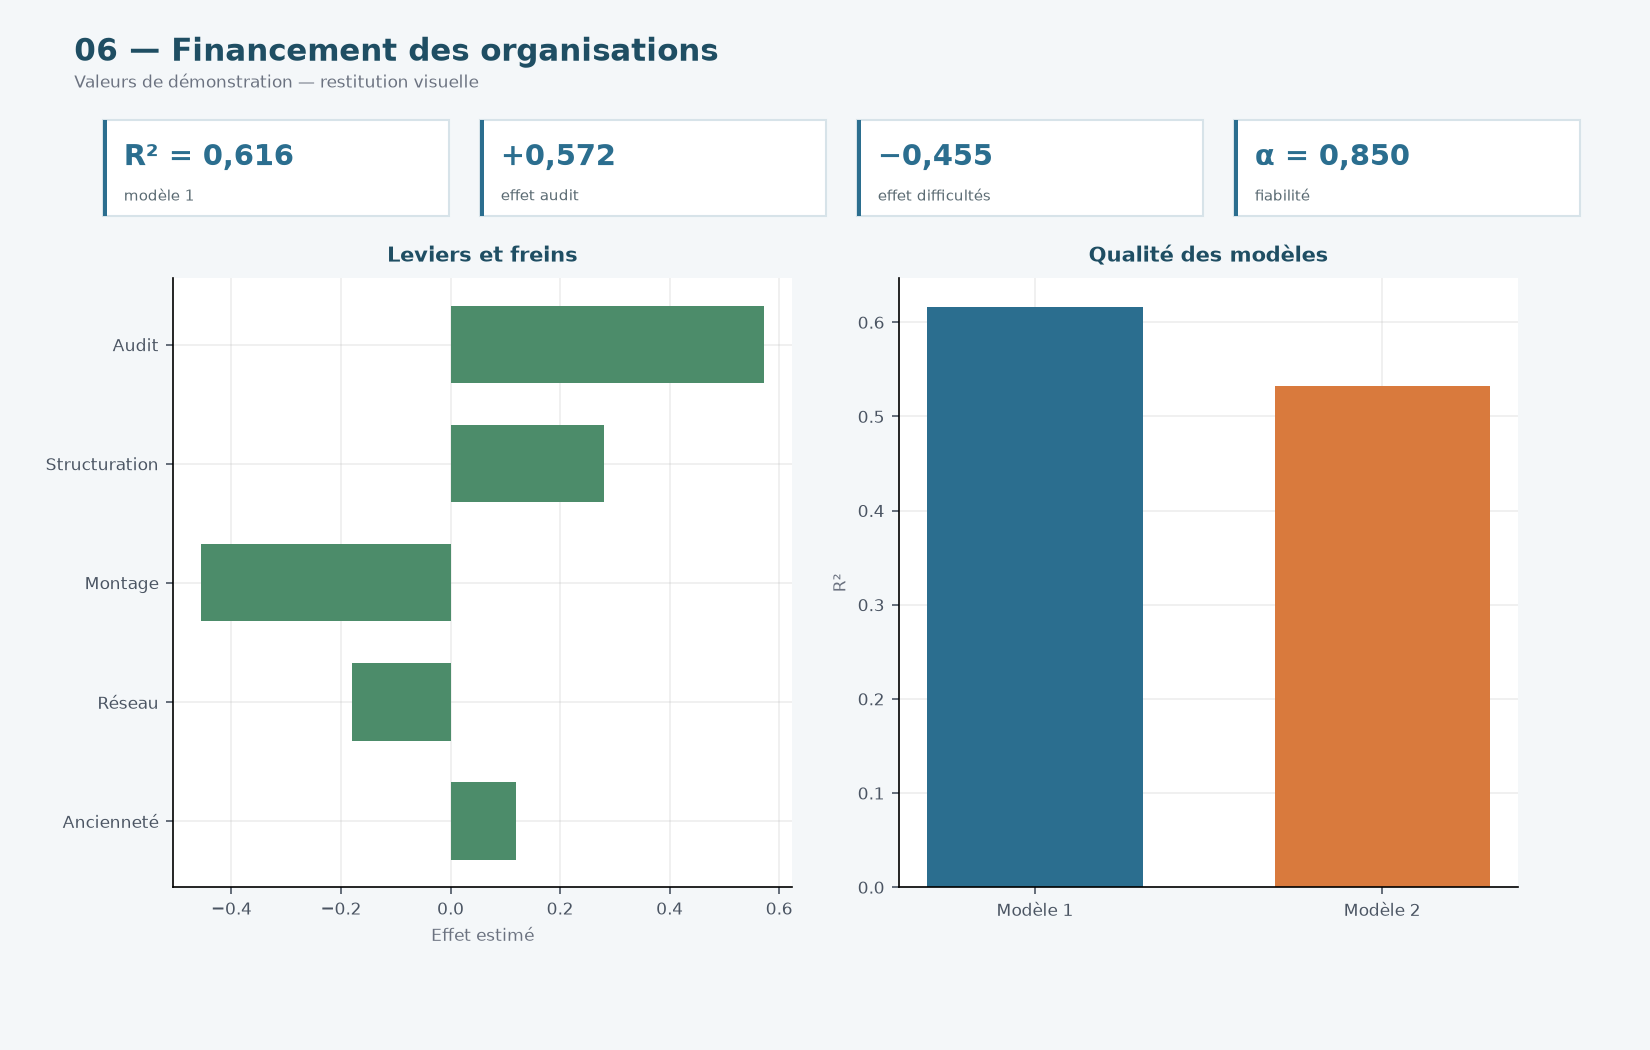 06 — Financement des organisations
Valeurs de démonstration — restitution visuelle
R² = 0,616
modèle 1
+0,572
effet audit
−0,455
effet difficultés
α = 0,850
fiabilité
Leviers et freins
Audit
Structuration
Montage
Réseau
Ancienneté
−0.4 −0.2 0.0 0.2 0.4 0.6
Effet estimé
Qualité des modèles
R²
0.6
0.5
0.4
0.3
0.2
0.1
0.0
Modèle 1 Modèle 2